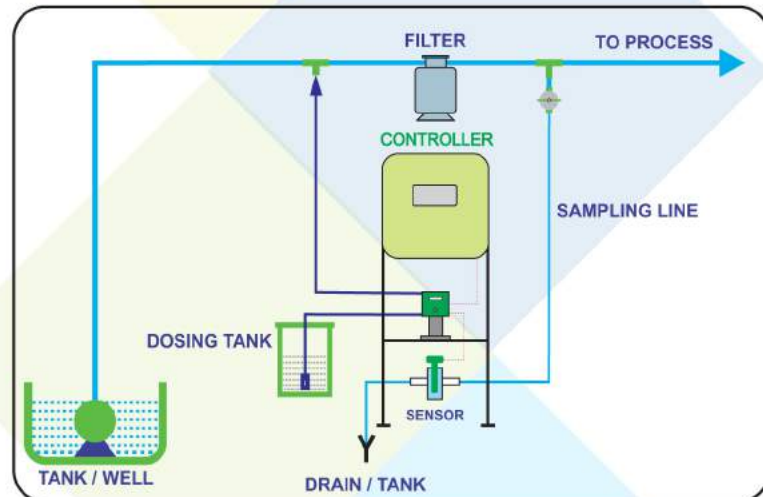 FILTER
TO PROCESS
CONTROLLER
SAMPLING LINE
DOSING TANK
SENSOR
TANK / WELL
DRAIN / TANK